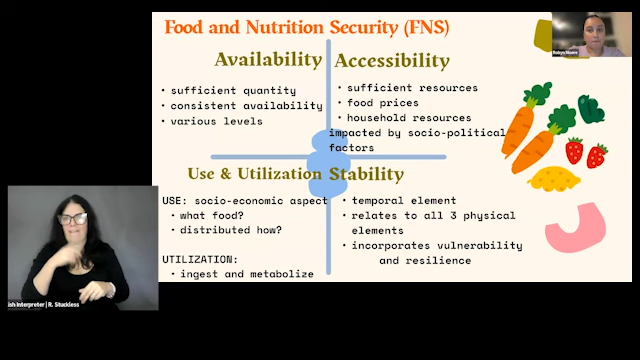 Food and Nutrition Security (FNS)
Availability
• sufficient quantity
• consistent availability
• various levels
Accessibility
• sufficient resources
• food prices
• household resources
impacted by socio-political
factors
Use & Utilization
USE: socio-economic aspect
• what food?
• distributed how?
UTILIZATION:
• ingest and metabolize
Stability
• temporal element
• relates to all 3 physical
elements
• incorporates vulnerability
and resilience
ish Interpreter | R. Stuckless